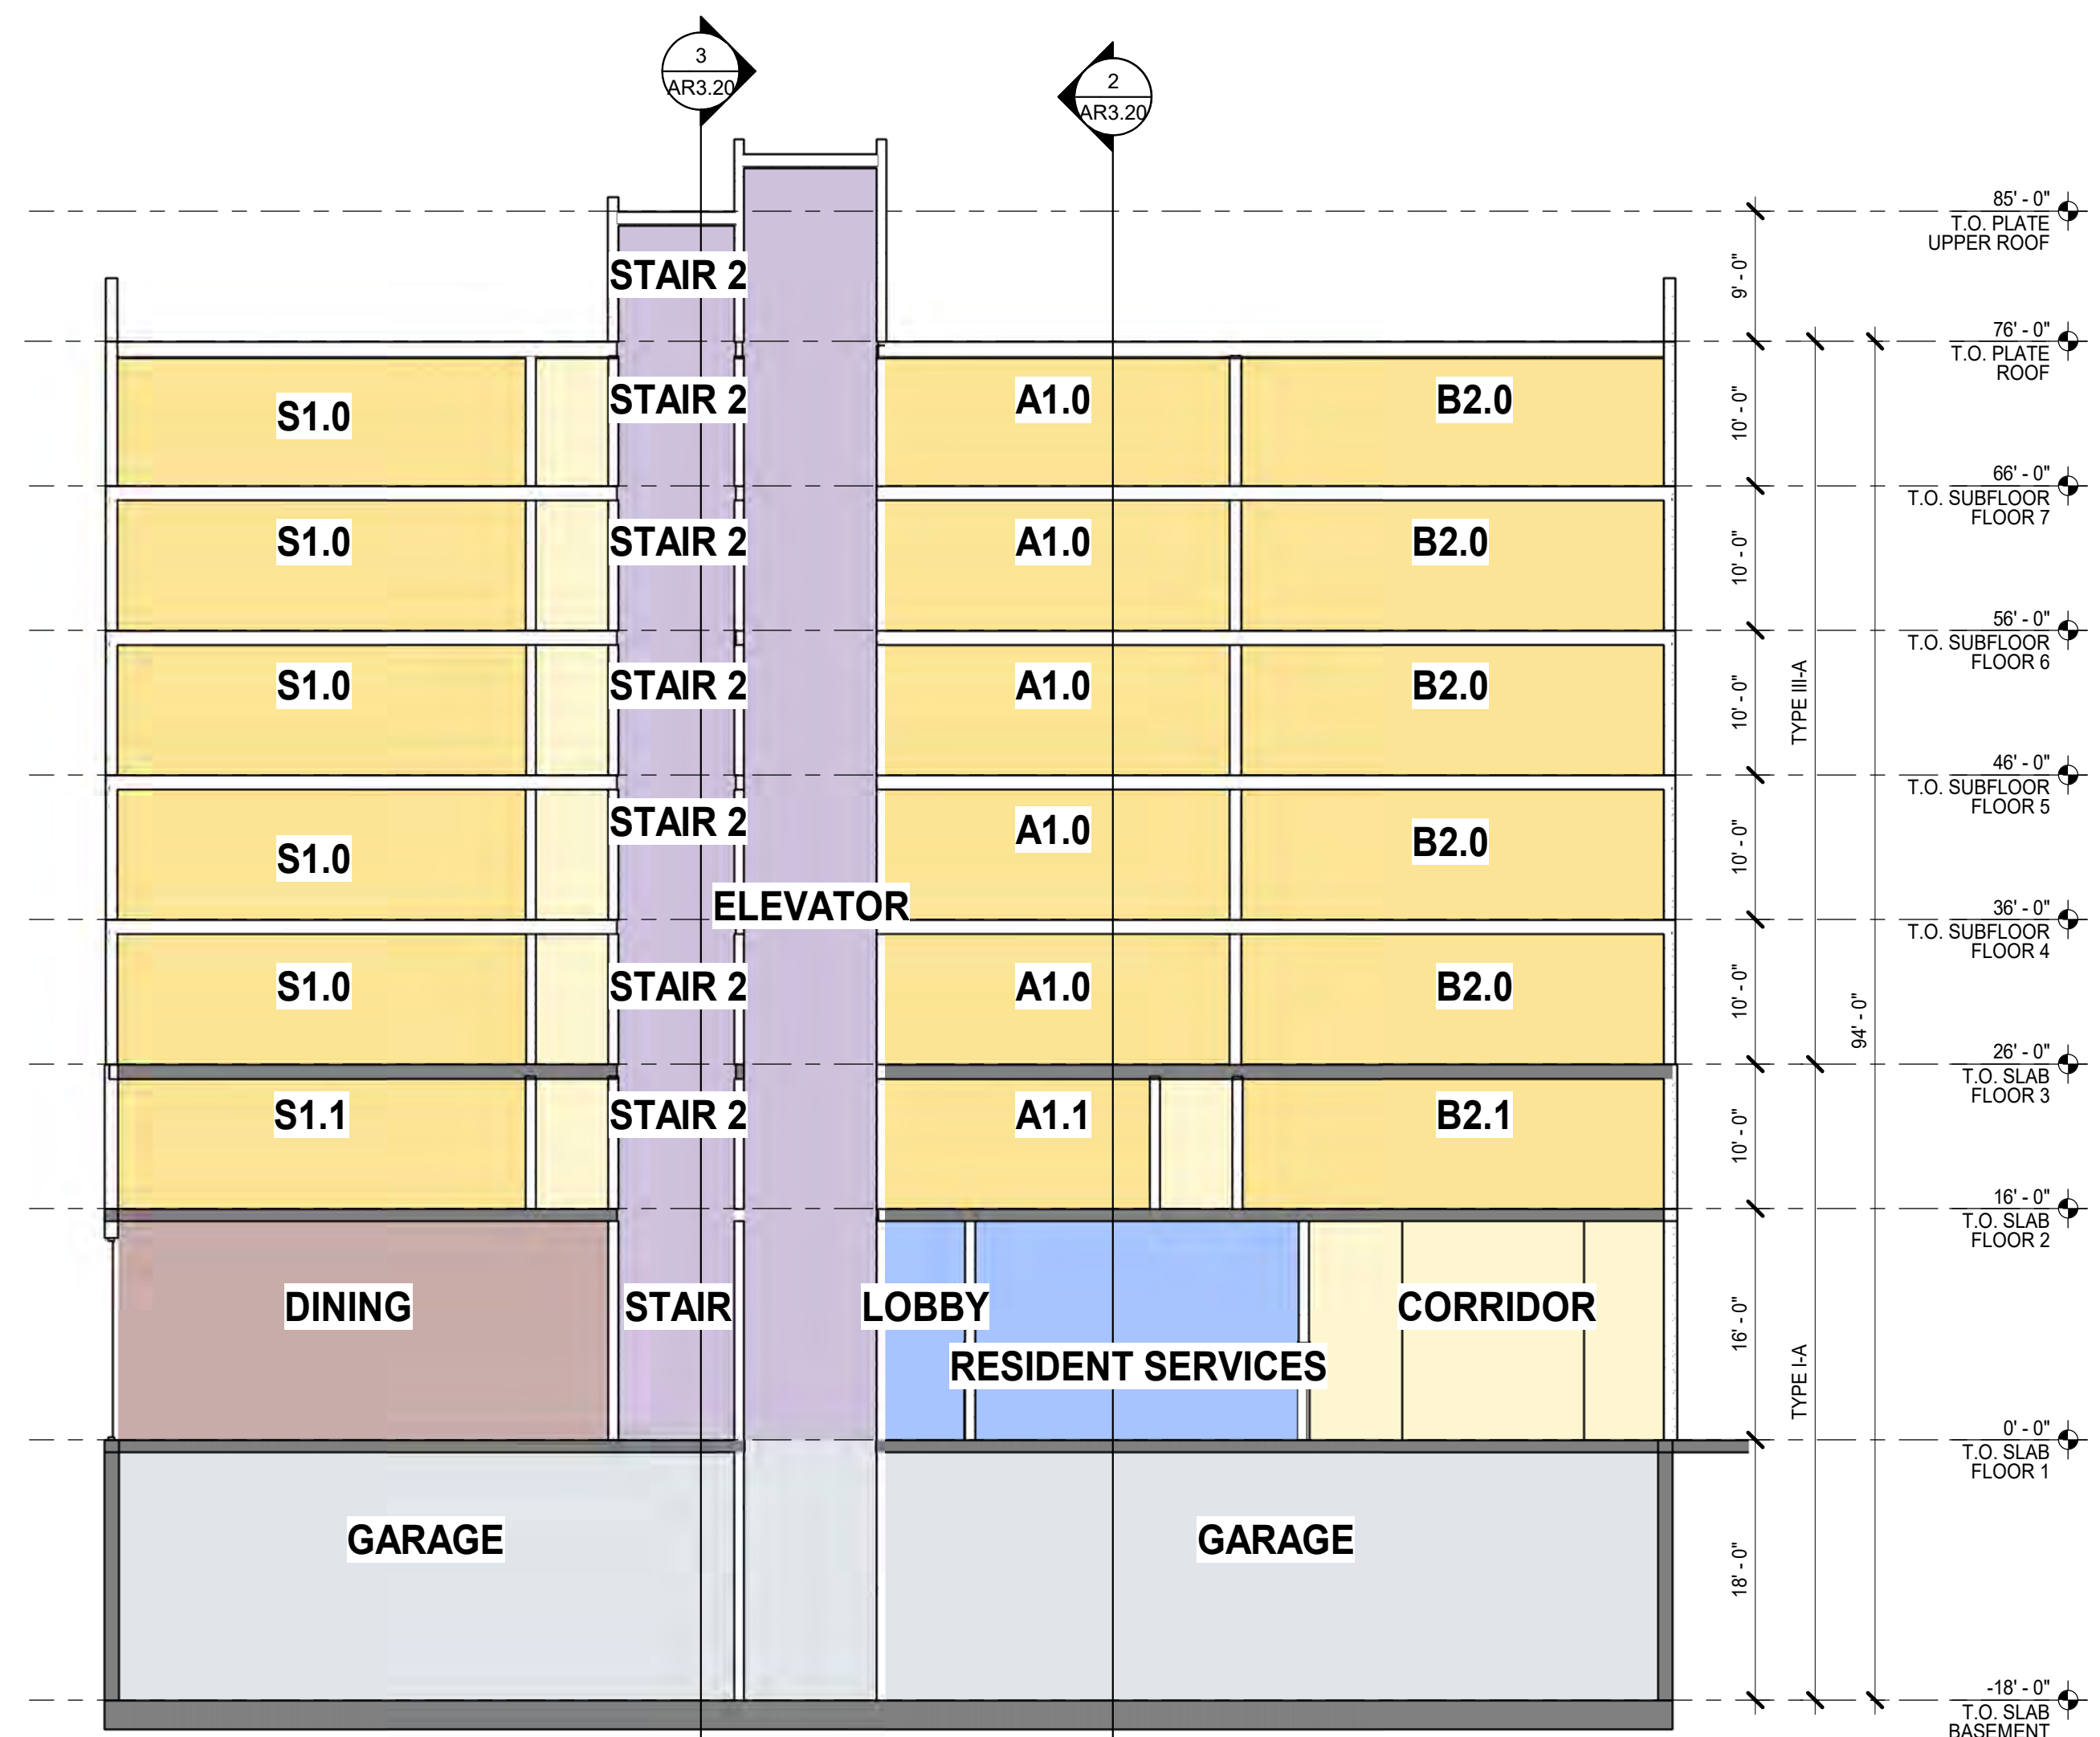 3
AR3.20
2
AR3.20
85' - 0"
T.O. PLATE
UPPER ROOF
9' - 0"
STAIR 2
76' - 0"
T.O. PLATE
ROOF
S1.0
STAIR 2
A1.0
B2.0
10' - 0"
66' - 0"
T.O. SUBFLOOR
FLOOR 7
S1.0
STAIR 2
A1.0
B2.0
10' - 0"
56' - 0"
T.O. SUBFLOOR
FLOOR 6
S1.0
STAIR 2
A1.0
B2.0
10' - 0"
TYPE III-A
46' - 0"
T.O. SUBFLOOR
FLOOR 5
S1.0
STAIR 2
A1.0
B2.0
10' - 0"
ELEVATOR
36' - 0"
T.O. SUBFLOOR
FLOOR 4
S1.0
STAIR 2
A1.0
B2.0
10' - 0"
94' - 0"
26' - 0"
T.O. SLAB
FLOOR 3
S1.1
STAIR 2
A1.1
B2.1
10' - 0"
16' - 0"
T.O. SLAB
FLOOR 2
DINING
STAIR
LOBBY
CORRIDOR
RESIDENT SERVICES
16' - 0"
TYPE I-A
0' - 0"
T.O. SLAB
FLOOR 1
GARAGE
GARAGE
18' - 0"
-18' - 0"
T.O. SLAB
BASEMENT